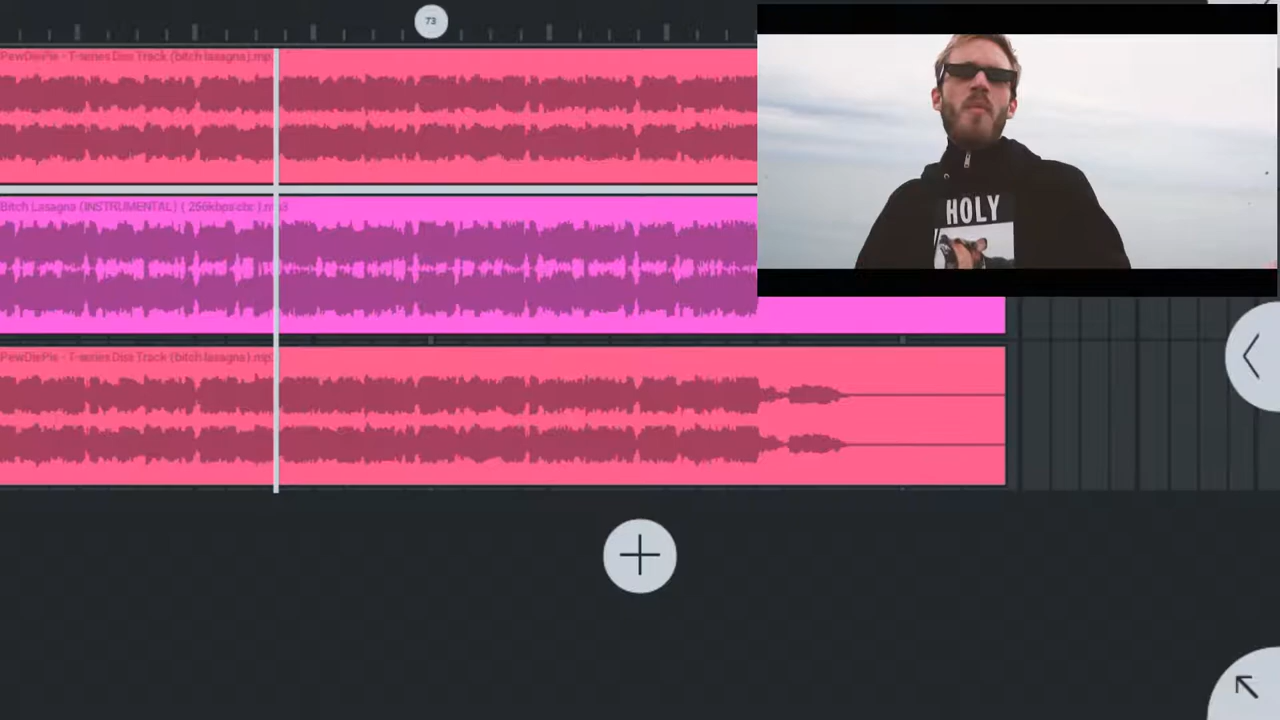 73
PewDiePie - T-series Diss Track (bitch lasagna).mp
Bitch Lasagna (INSTRUMENTAL) ( 256kbps cbr ).mp3
HOLY
PewDiePie - T-series Diss Track (bitch lasagna).mp